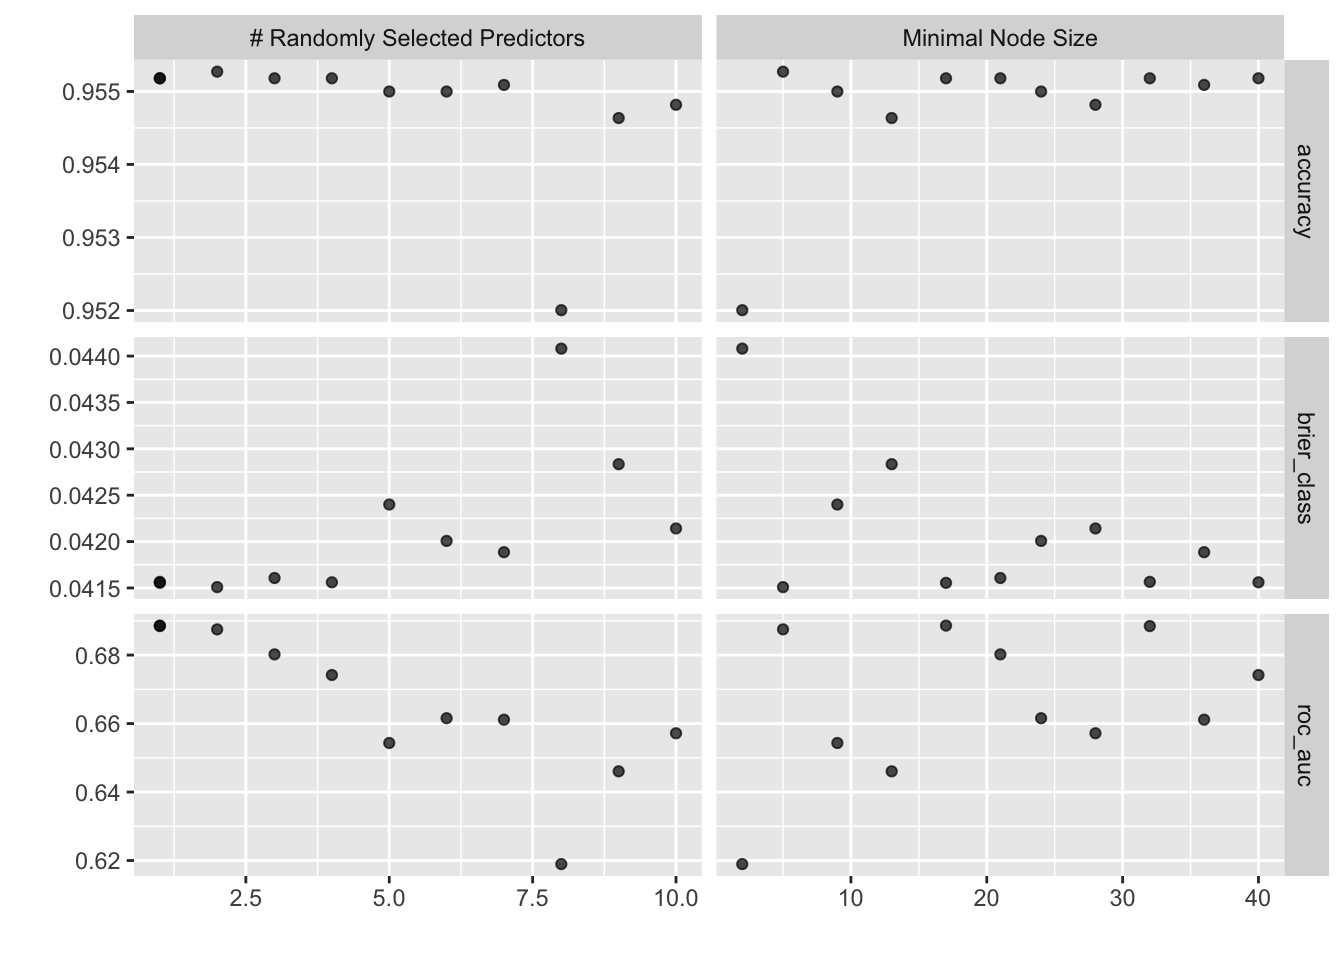 # Randomly Selected Predictors
Minimal Node Size
0.955
0.954
0.953
0.952
accuracy
0.0440
0.0435
0.0430
0.0425
0.0420
0.0415
brier_class
0.68
0.66
0.64
0.62
roc_auc
2.5 5.0 7.5 10.0
10 20 30 40